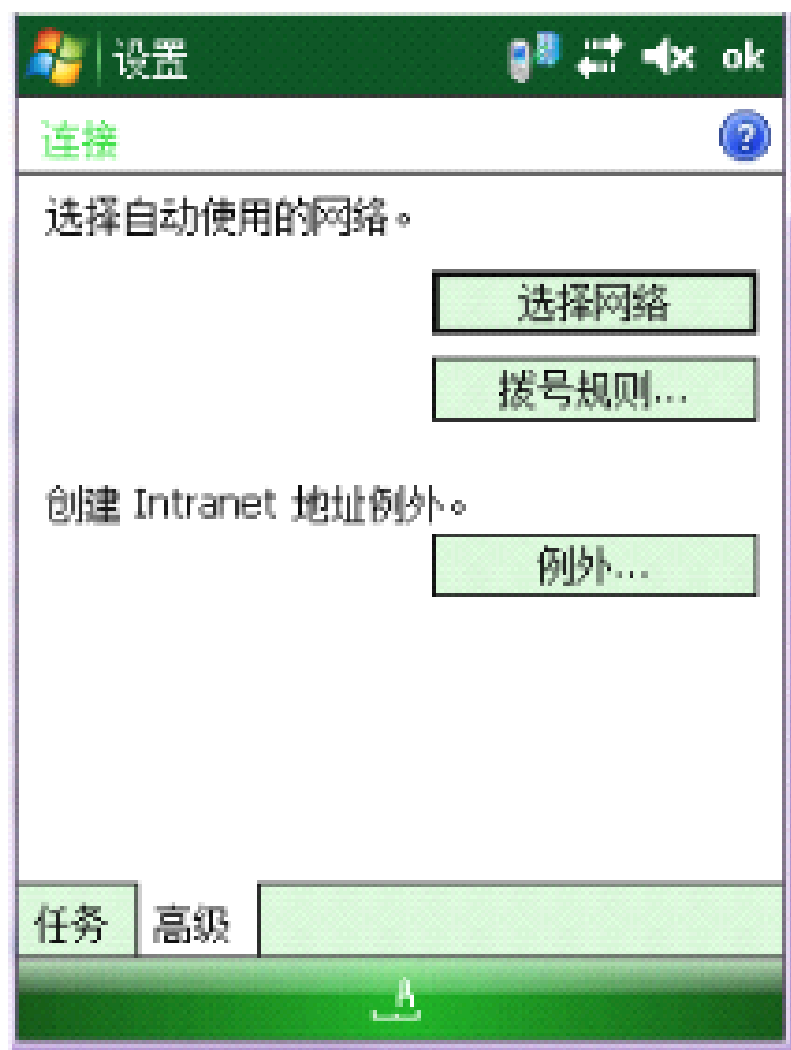 设置 ok
连接
选择自动使用的网络。
选择网络
拨号规则...
创建 Intranet 地址例外。
例外...
任务 高级
A